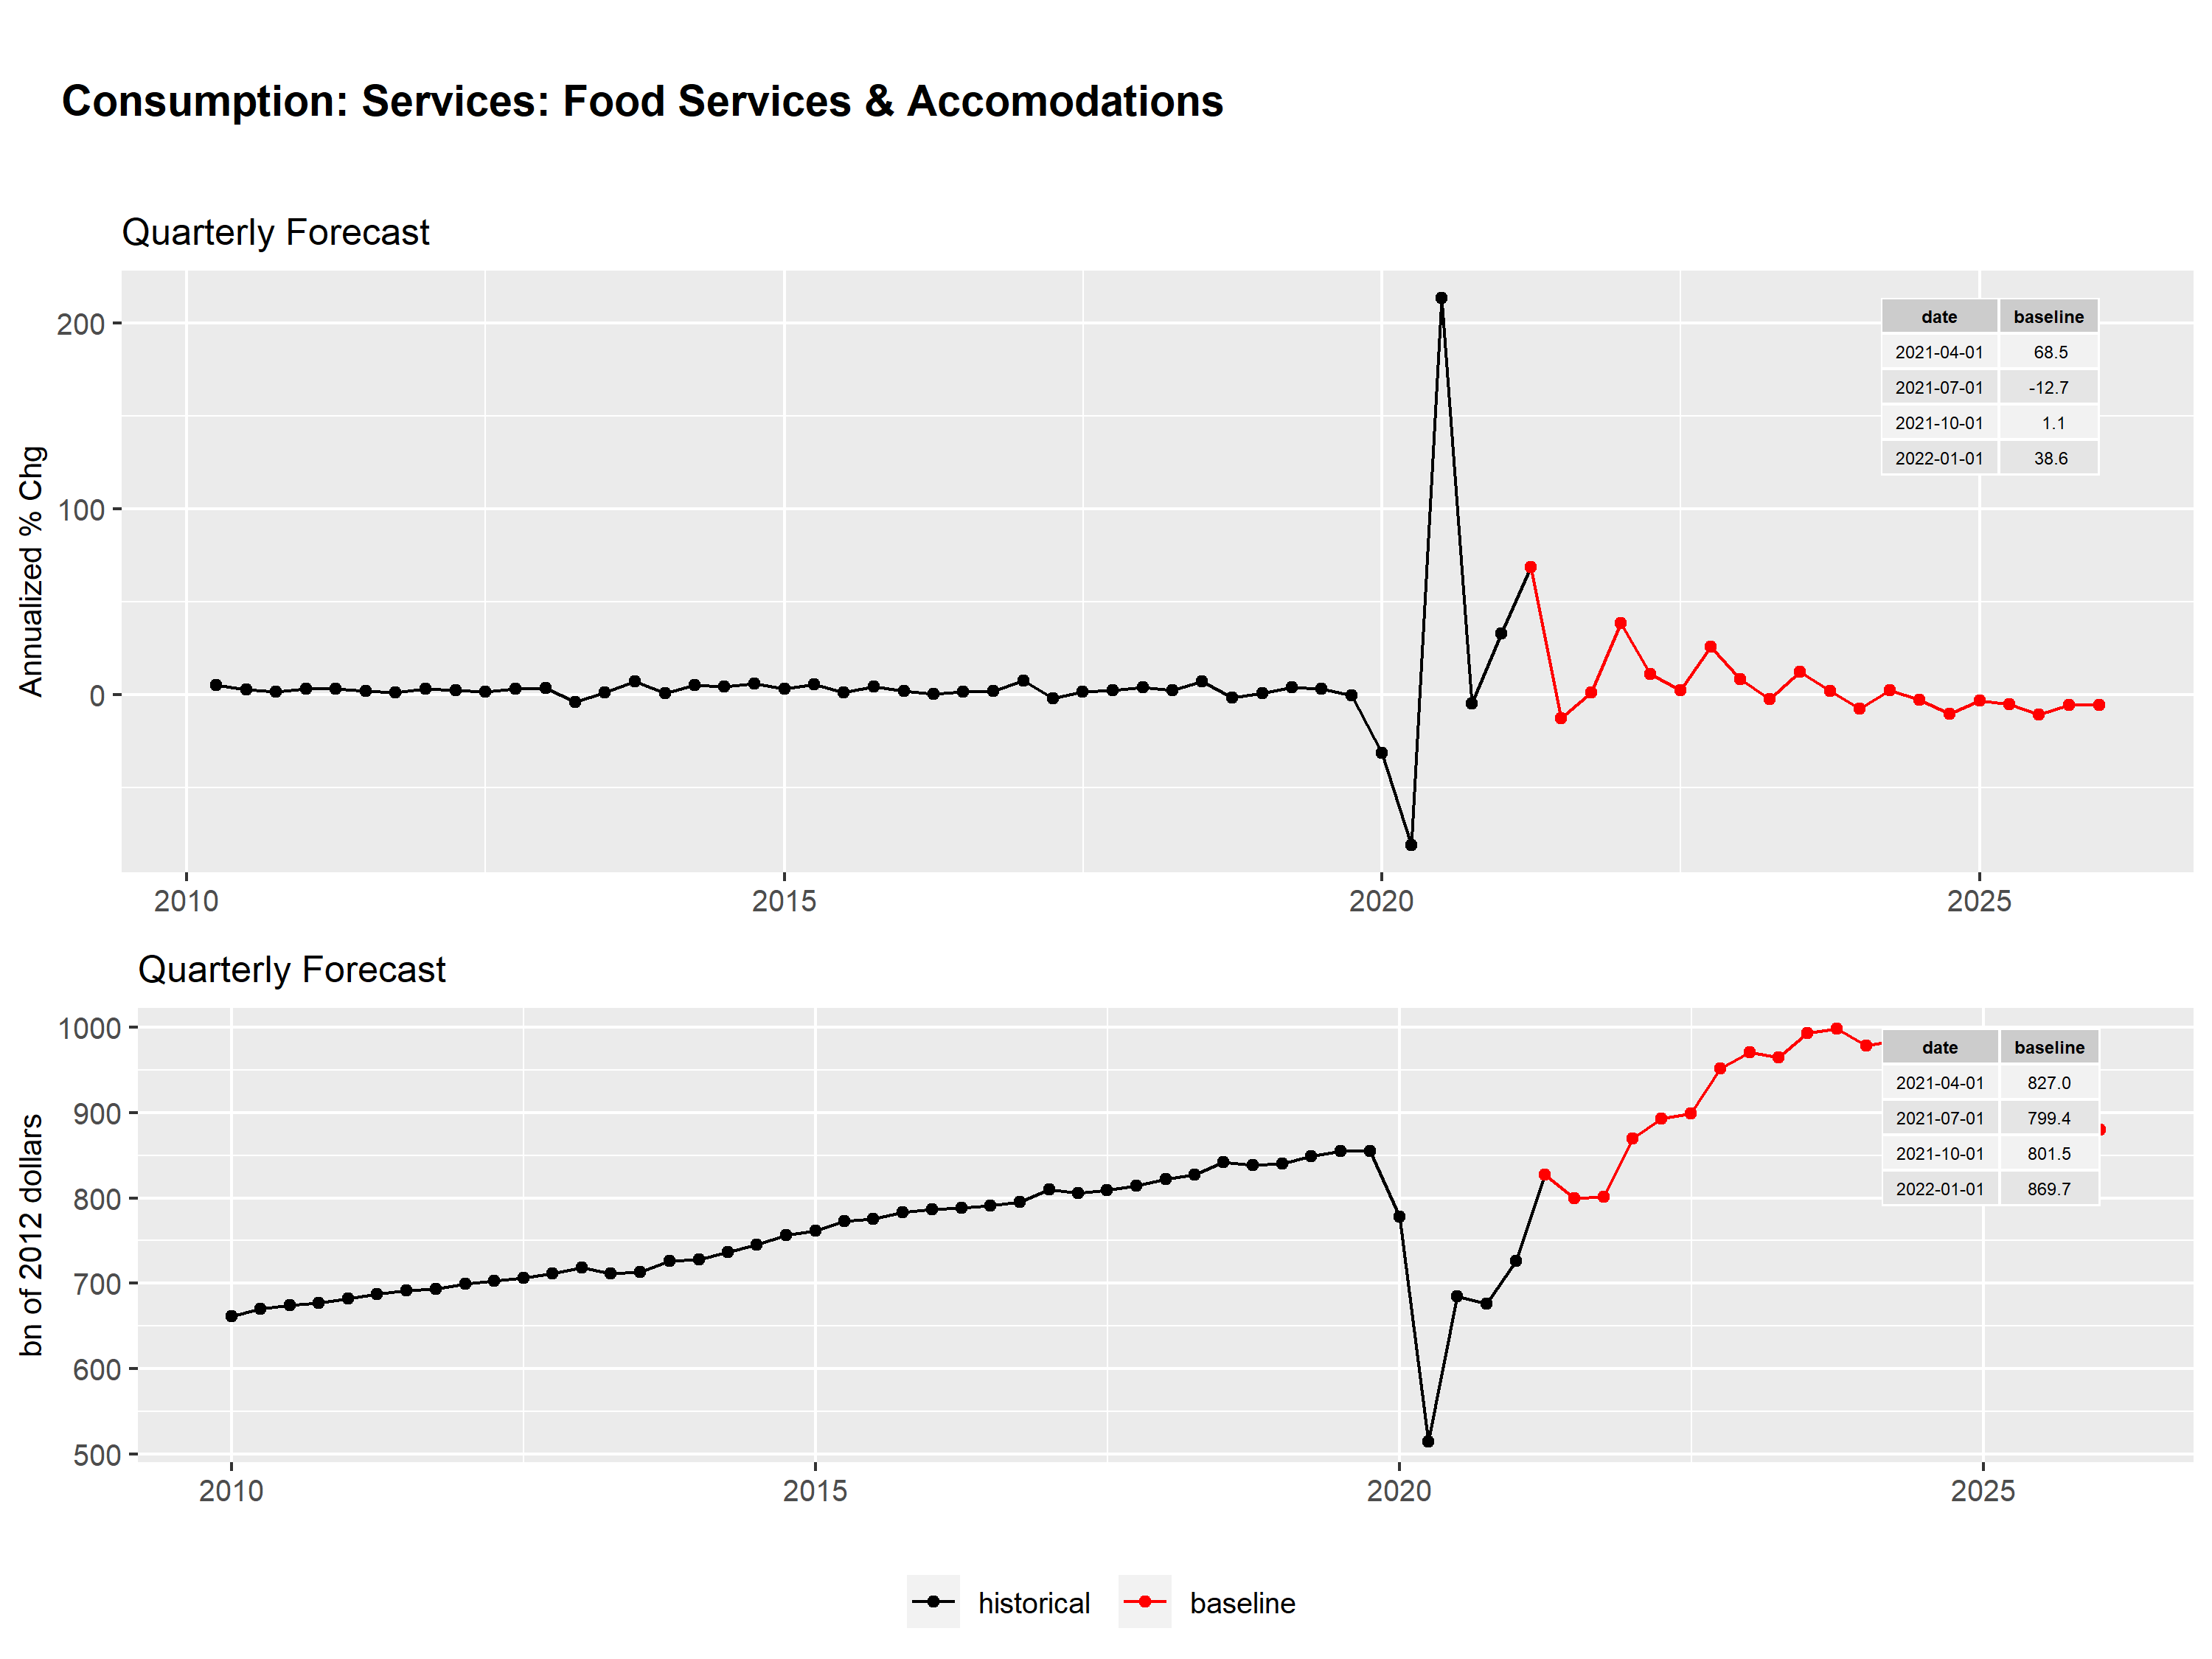 Consumption: Services: Food Services & Accomodations
Quarterly Forecast
Annualized % Chg
200
100
0
2010 2015 2020 2025
date baseline
2021-04-01 68.5
2021-07-01 -12.7
2021-10-01 1.1
2022-01-01 38.6
Quarterly Forecast
bn of 2012 dollars
1000
900
800
700
600
500
2010 2015 2020 2025
date baseline
2021-04-01 827.0
2021-07-01 799.4
2021-10-01 801.5
2022-01-01 869.7
historical baseline